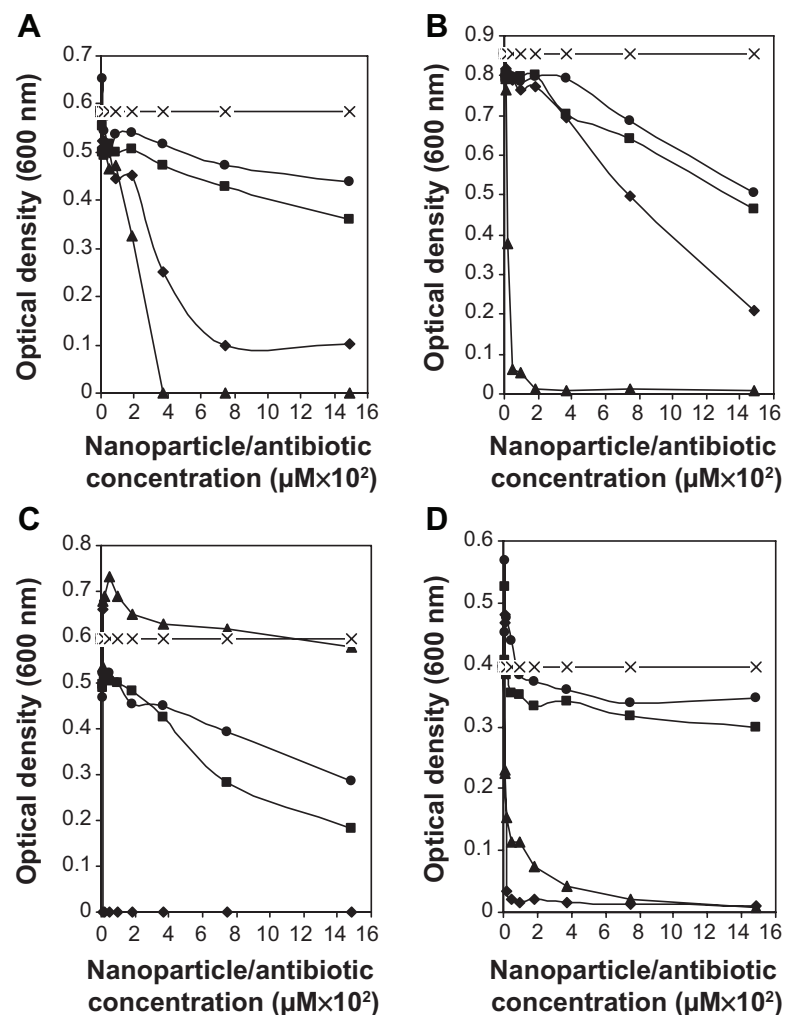 A
Optical density (600 nm)
0.7
0.6
0.5
0.4
0.3
0.2
0.1
0
0 2 4 6 8 10 12 14 16
Nanoparticle/antibiotic
concentration (µM×10²)
B
Optical density (600 nm)
0.9
0.8
0.7
0.6
0.5
0.4
0.3
0.2
0.1
0
0 2 4 6 8 10 12 14 16
Nanoparticle/antibiotic
concentration (µM×10²)
C
Optical density (600 nm)
0.8
0.7
0.6
0.5
0.4
0.3
0.2
0.1
0
0 2 4 6 8 10 12 14 16
Nanoparticle/antibiotic
concentration (µM×10²)
D
Optical density (600 nm)
0.6
0.5
0.4
0.3
0.2
0.1
0
0 2 4 6 8 10 12 14 16
Nanoparticle/antibiotic
concentration (µM×10²)